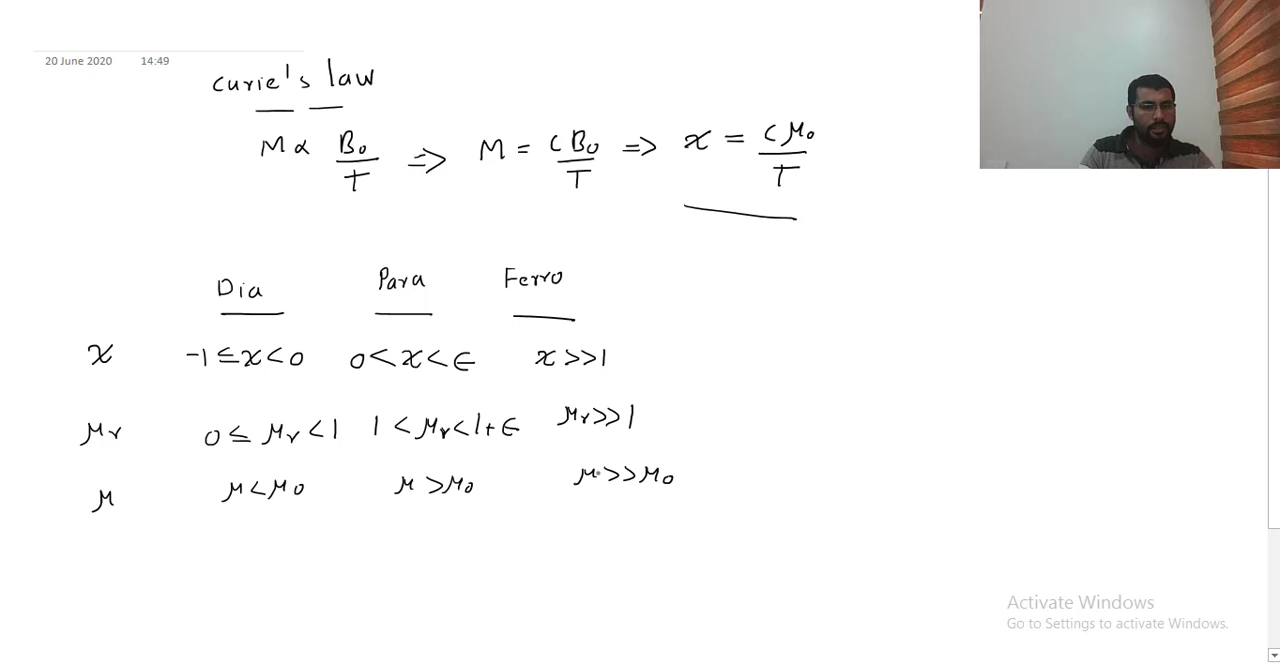 20 June 2020 14:49
Curie's law
M ∝ B₀/T => M = CB₀/T => χ = Cμ₀/T
Dia Para Ferro
χ -1 ≤ χ < 0 0 < χ < ∈ χ >> 1
μr 0 ≤ μr < 1 1 < μr < 1 + ∈ μr >> 1
μ μ < μ₀ μ > μ₀ μ >> μ₀
Activate Windows
Go to Settings to activate Windows.